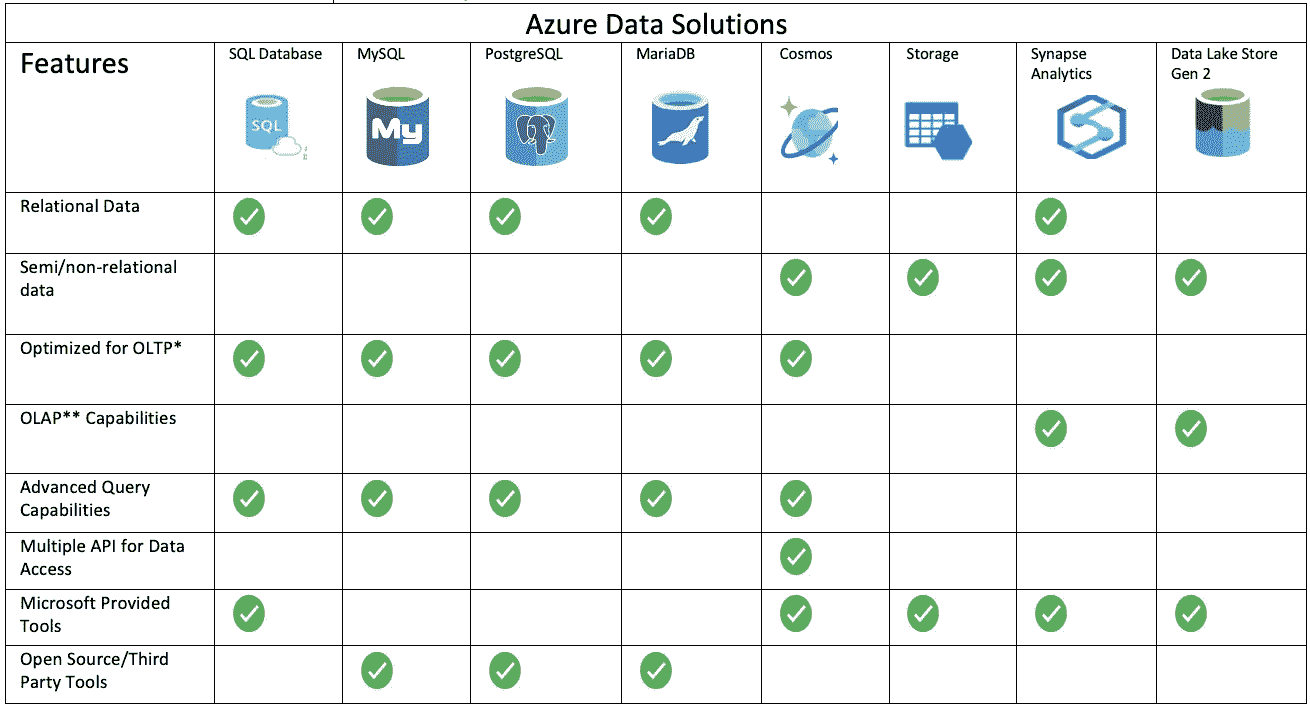 Azure Data Solutions
Features
SQL Database
MySQL
PostgreSQL
MariaDB
Cosmos
Storage
Synapse
Analytics
Data Lake Store
Gen 2
SQL
My
Relational Data
Semi/non-relational
data
Optimized for OLTP*
OLAP** Capabilities
Advanced Query
Capabilities
Multiple API for Data
Access
Microsoft Provided
Tools
Open Source/Third
Party Tools